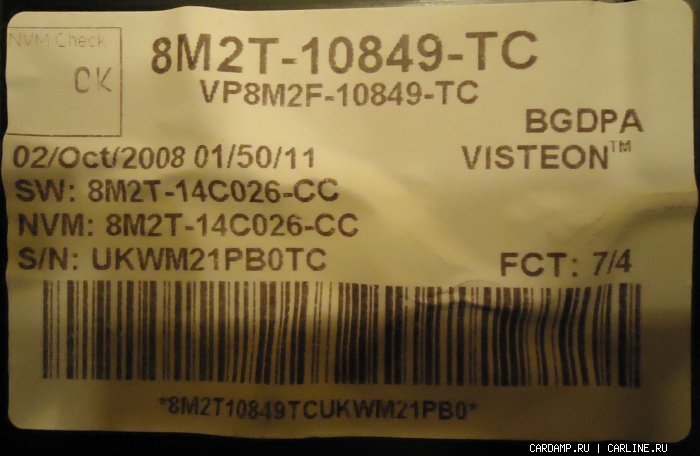 NVM Check
OK
8M2T-10849-TC
VP8M2F-10849-TC
BGDPA
02/Oct/2008 01/50/11
VISTEON™
SW: 8M2T-14C026-CC
NVM: 8M2T-14C026-CC
S/N: UKWM21PB0TC
FCT: 7/4
*8M2T10849TCUKWM21PB0*
CARDAMP.RU | CARLINE.RU